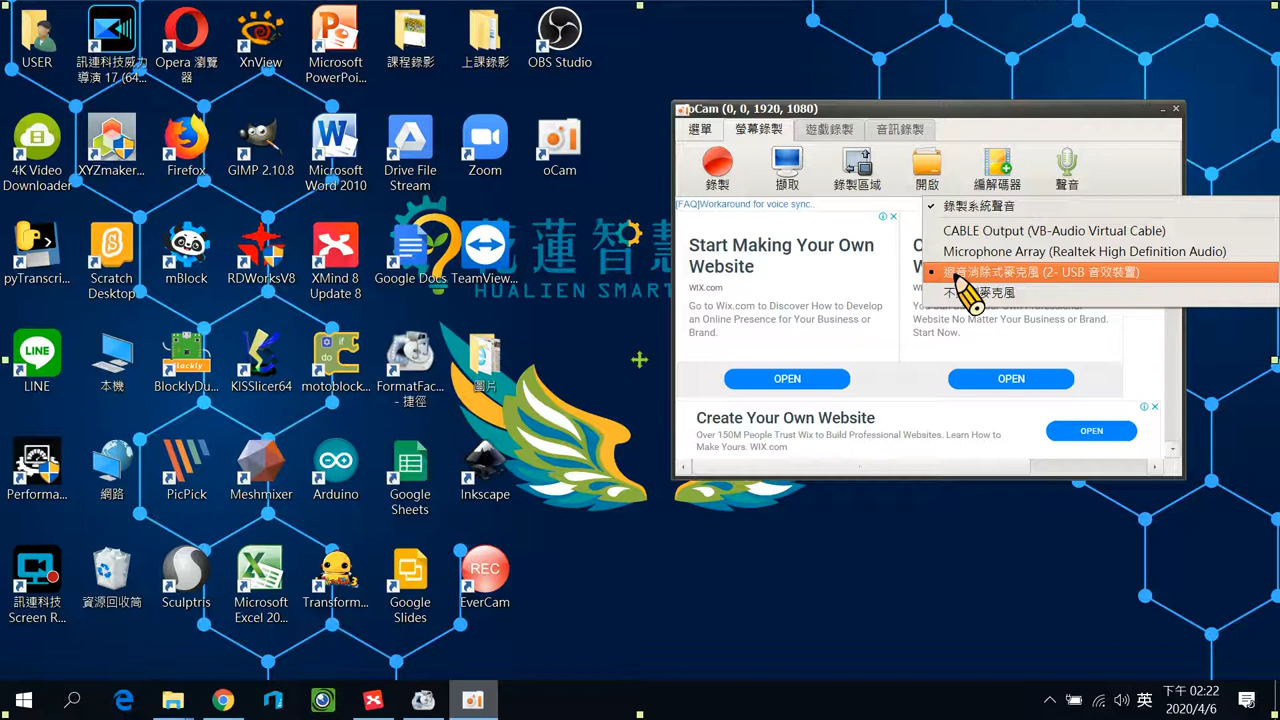 USER
訊連科技威力
導演 17 (64...
Opera 瀏覽
器
XnView
Microsoft
PowerPoi...
課程錄影
上課錄影
OBS Studio
4K Video
Downloader
XYZmaker...
Firefox
GIMP 2.10.8
Microsoft
Word 2010
Drive File
Stream
Zoom
oCam
pyTranscri...
Scratch
Desktop
mBlock
RDWorksV8
XMind 8
Update 8
Google Docs
TeamView...
LINE
本機
BlocklyDu...
KISSlicer64
if
do
motoblock...
FormatFac...
- 捷徑
圖片
Performa...
網路
PicPick
Meshmixer
Arduino
Google
Sheets
Inkscape
訊連科技
Screen R...
資源回收筒
Sculptris
Microsoft
Excel 20...
Transform...
Google
Slides
REC
EverCam
花蓮智慧
HUALIEN SMAR
oCam (0, 0, 1920, 1080)
選單
螢幕錄製
遊戲錄製
音訊錄製
錄製
擷取
錄製區域
開啟
編解碼器
聲音
[FAQ]Workaround for voice sync..
錄製系統聲音
CABLE Output (VB-Audio Virtual Cable)
Microphone Array (Realtek High Definition Audio)
迴音消除式麥克風 (2- USB 音效裝置)
麥克風
Start Making Your Own
Website
WIX.com
Go to Wix.com to Discover How to Develop
an Online Presence for Your Business or
Brand.
OPEN
Website No Matter Your Business or Brand.
Start Now.
OPEN
Create Your Own Website
Over 150M People Trust Wix to Build Professional Websites. Learn How to
Make Yours. WIX.com
OPEN
英
下午 02:22
2020/4/6